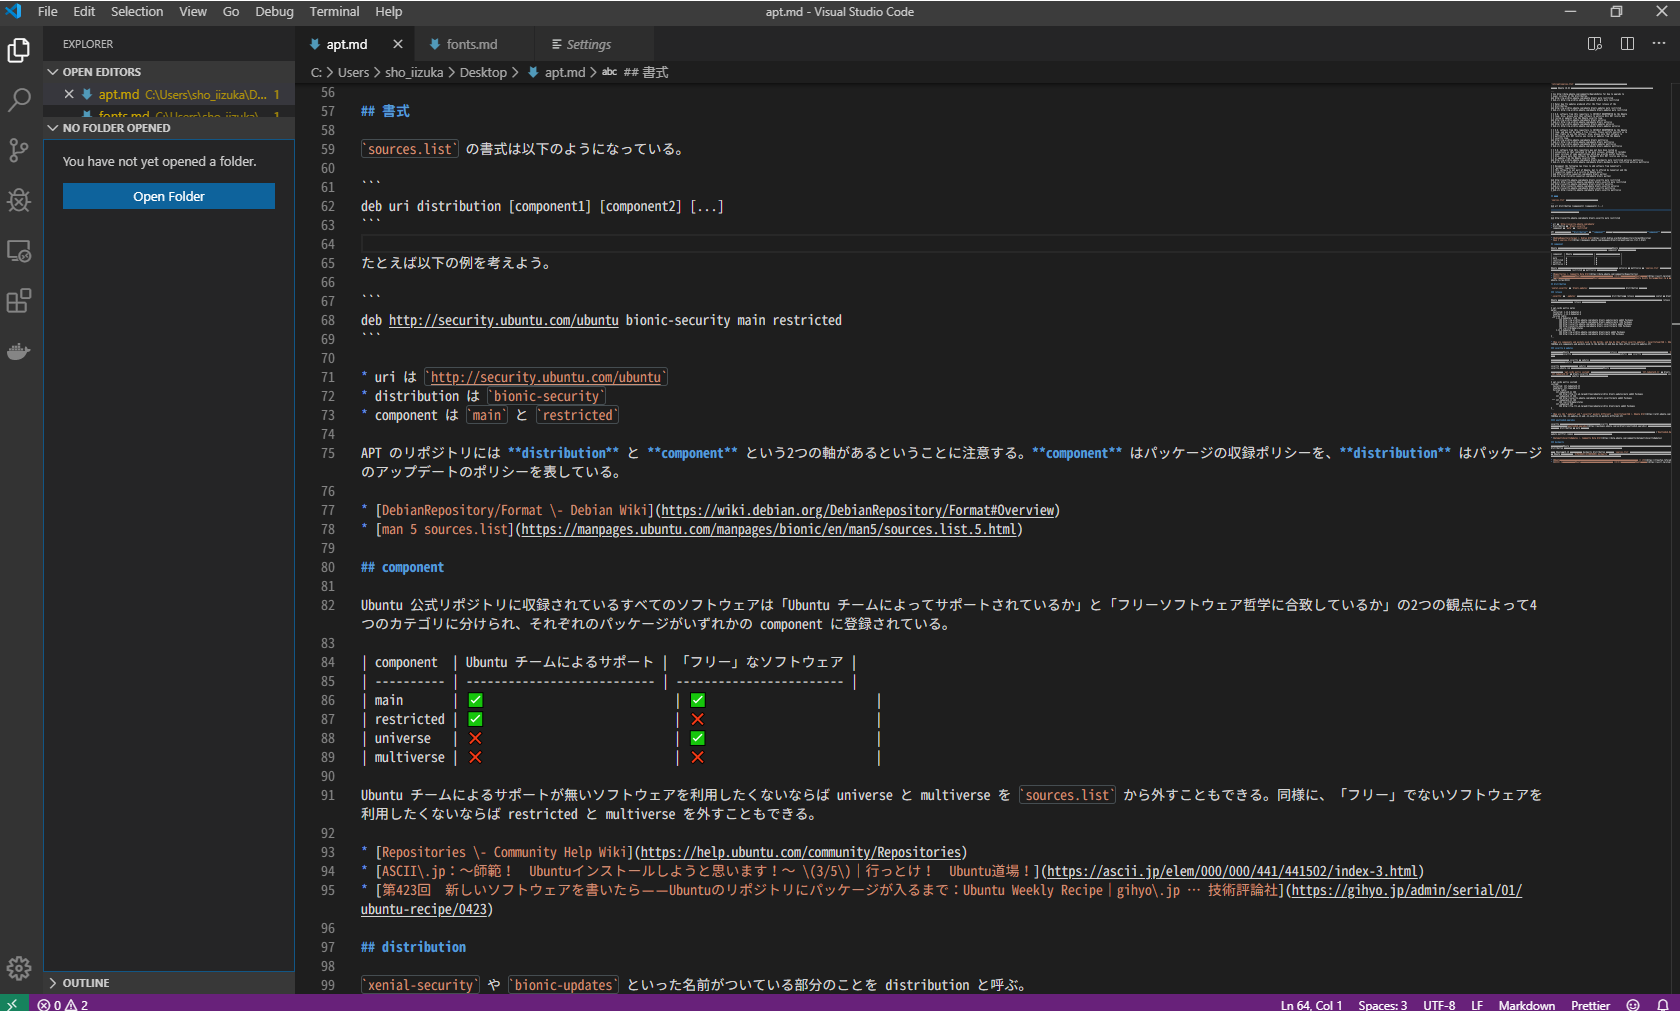 File Edit Selection View Go Debug Terminal Help
apt.md - Visual Studio Code
EXPLORER
OPEN EDITORS
apt.md C:\Users\sho_iizuka\D... 1
fonts.md C:\Users\sho_iizuka\... 1
NO FOLDER OPENED
You have not yet opened a folder.
Open Folder
OUTLINE
apt.md
fonts.md
Settings
C: > Users > sho_iizuka > Desktop > apt.md > abc ## 書式
56
57 ## 書式
58
59 `sources.list` の書式は以下のようになっている。
60
61 ```
62 deb uri distribution [component1] [component2] [...]
63 ```
64
65 たとえば以下の例を考えよう。
66
67 ```
68 deb http://security.ubuntu.com/ubuntu bionic-security main restricted
69 ```
70
71 * uri は `http://security.ubuntu.com/ubuntu`
72 * distribution は `bionic-security`
73 * component は `main` と `restricted`
74
75 APT のリポジトリには **distribution** と **component** という2つの軸があるということに注意する。**component** はパッケージの収録ポリシーを、**distribution** はパッケージ
のアップデートのポリシーを表している。
76
77 * [DebianRepository/Format \- Debian Wiki](https://wiki.debian.org/DebianRepository/Format#Overview)
78 * [man 5 sources.list](https://manpages.ubuntu.com/manpages/bionic/en/man5/sources.list.5.html)
79
80 ## component
81
82 Ubuntu 公式リポジトリに収録されているすべてのソフトウェアは「Ubuntu チームによってサポートされているか」と「フリーソフトウェア哲学に合致しているか」の2つの観点によって4
つのカテゴリに分けられ、それぞれのパッケージがいずれかの component に登録されている。
83
84 | component | Ubuntu チームによるサポート | 「フリー」なソフトウェア |
85 | ---------- | --------------------------- | ------------------------ |
86 | main | ✅ | ✅ |
87 | restricted | ✅ | ❌ |
88 | universe | ❌ | ✅ |
89 | multiverse | ❌ | ❌ |
90
91 Ubuntu チームによるサポートが無いソフトウェアを利用したくないならば universe と multiverse を `sources.list` から外すこともできる。同様に、「フリー」でないソフトウェアを
利用したくないならば restricted と multiverse を外すこともできる。
92
93 * [Repositories \- Community Help Wiki](https://help.ubuntu.com/community/Repositories)
94 * [ASCII\.jp：～師範！　Ubuntuインストールしようと思います！～ \(3/5\)｜行っとけ！　Ubuntu道場！](https://ascii.jp/elem/000/000/441/441502/index-3.html)
95 * [第423回　新しいソフトウェアを書いたら――Ubuntuのリポジトリにパッケージが入るまで：Ubuntu Weekly Recipe｜gihyo\.jp … 技術評論社](https://gihyo.jp/admin/serial/01/
ubuntu-recipe/0423)
96
97 ## distribution
98
99 `xenial-security` や `bionic-updates` といった名前がついている部分のことを distribution と呼ぶ。
0 2
Ln 64, Col 1 Spaces: 3 UTF-8 LF Markdown Prettier